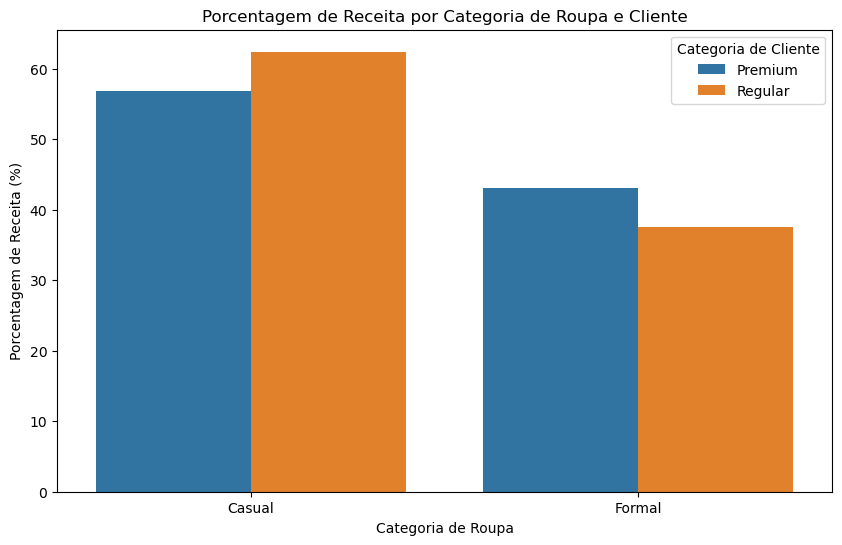 Porcentagem de Receita por Categoria de Roupa e Cliente
Categoria de Cliente
Premium
Regular
Porcentagem de Receita (%)
60
50
40
30
20
10
0
Casual
Formal
Categoria de Roupa